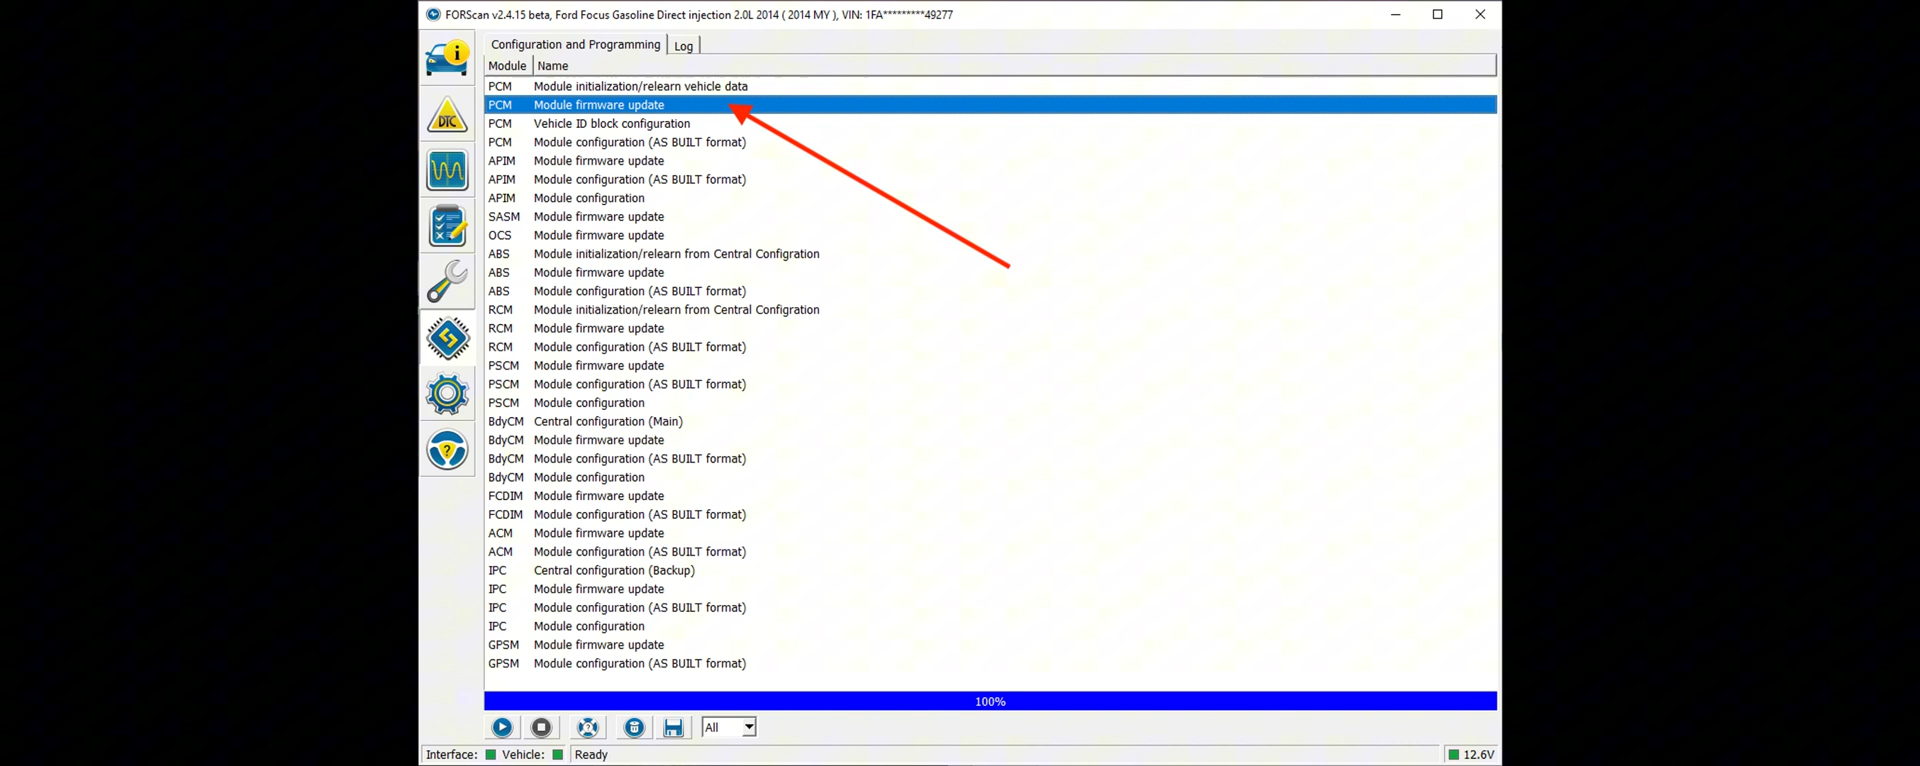 FORScan v2.4.15 beta, Ford Focus Gasoline Direct injection 2.0L 2014 ( 2014 MY ), VIN: 1FA*********49277
Configuration and Programming Log
Module Name
PCM Module initialization/relearn vehicle data
PCM Module firmware update
PCM Vehicle ID block configuration
PCM Module configuration (AS BUILT format)
APIM Module firmware update
APIM Module configuration (AS BUILT format)
APIM Module configuration
SASM Module firmware update
OCS Module firmware update
ABS Module initialization/relearn from Central Configration
ABS Module firmware update
ABS Module configuration (AS BUILT format)
RCM Module initialization/relearn from Central Configration
RCM Module firmware update
RCM Module configuration (AS BUILT format)
PSCM Module firmware update
PSCM Module configuration (AS BUILT format)
PSCM Module configuration
BdyCM Central configuration (Main)
BdyCM Module firmware update
BdyCM Module configuration (AS BUILT format)
BdyCM Module configuration
FCDIM Module firmware update
FCDIM Module configuration (AS BUILT format)
ACM Module firmware update
ACM Module configuration (AS BUILT format)
IPC Central configuration (Backup)
IPC Module firmware update
IPC Module configuration (AS BUILT format)
IPC Module configuration
GPSM Module firmware update
GPSM Module configuration (AS BUILT format)
100%
All
Interface: Vehicle: Ready 12.6V
i
DTC
?